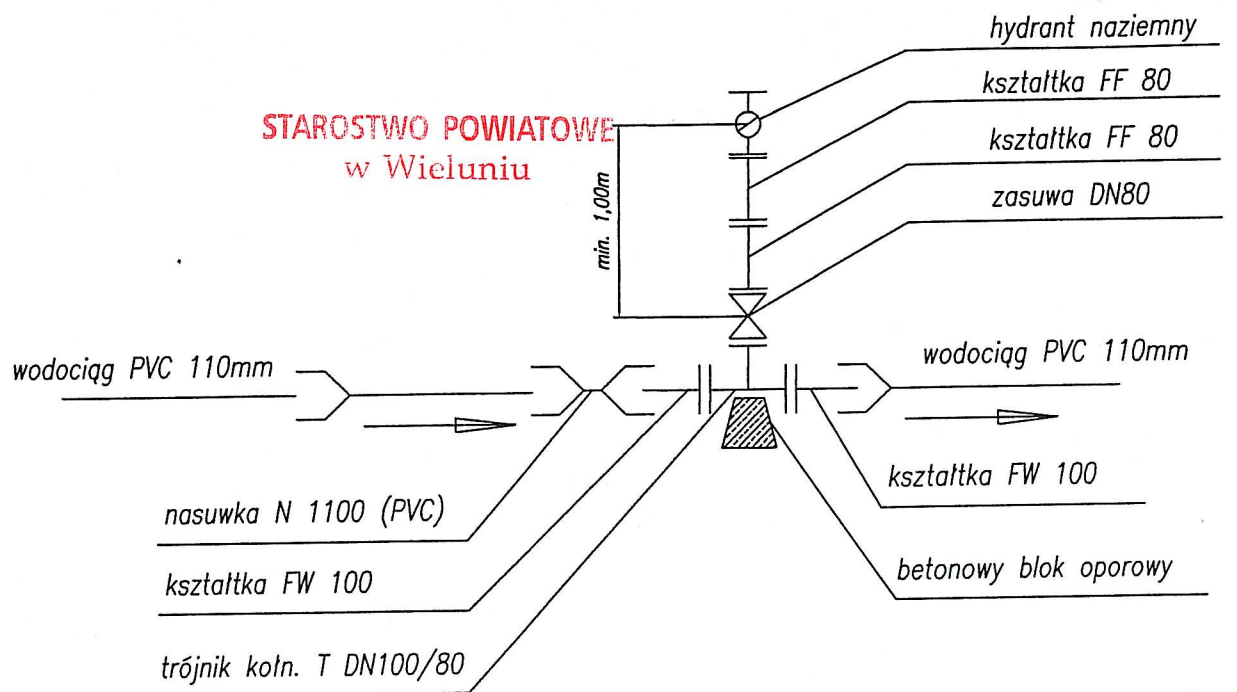 hydrant naziemny
kształtka FF 80
STAROSTWO POWIATOWE
w Wieluniu
kształtka FF 80
zasuwa DN80
min. 1,00m
wodociąg PVC 110mm
wodociąg PVC 110mm
kształtka FW 100
nasuwka N 1100 (PVC)
betonowy blok oporowy
kształtka FW 100
trójnik kołn. T DN100/80